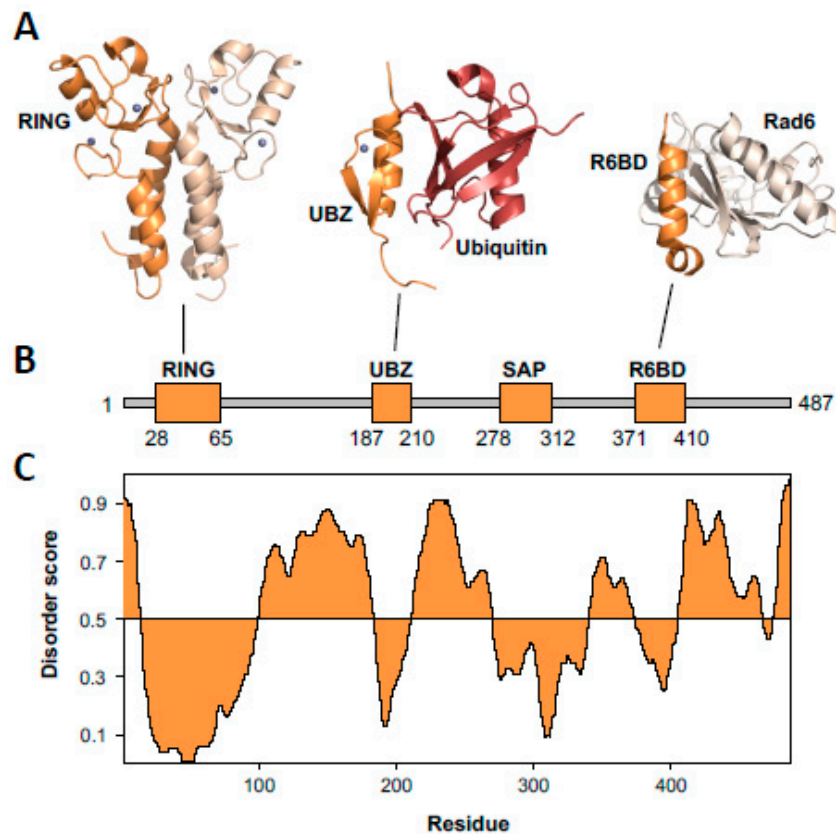 A
RING
UBZ
Ubiquitin
R6BD
Rad6
B
RING UBZ SAP R6BD
1 487
28 65 187 210 278 312 371 410
C
Disorder score
0.9
0.7
0.5
0.3
0.1
100 200 300 400
Residue